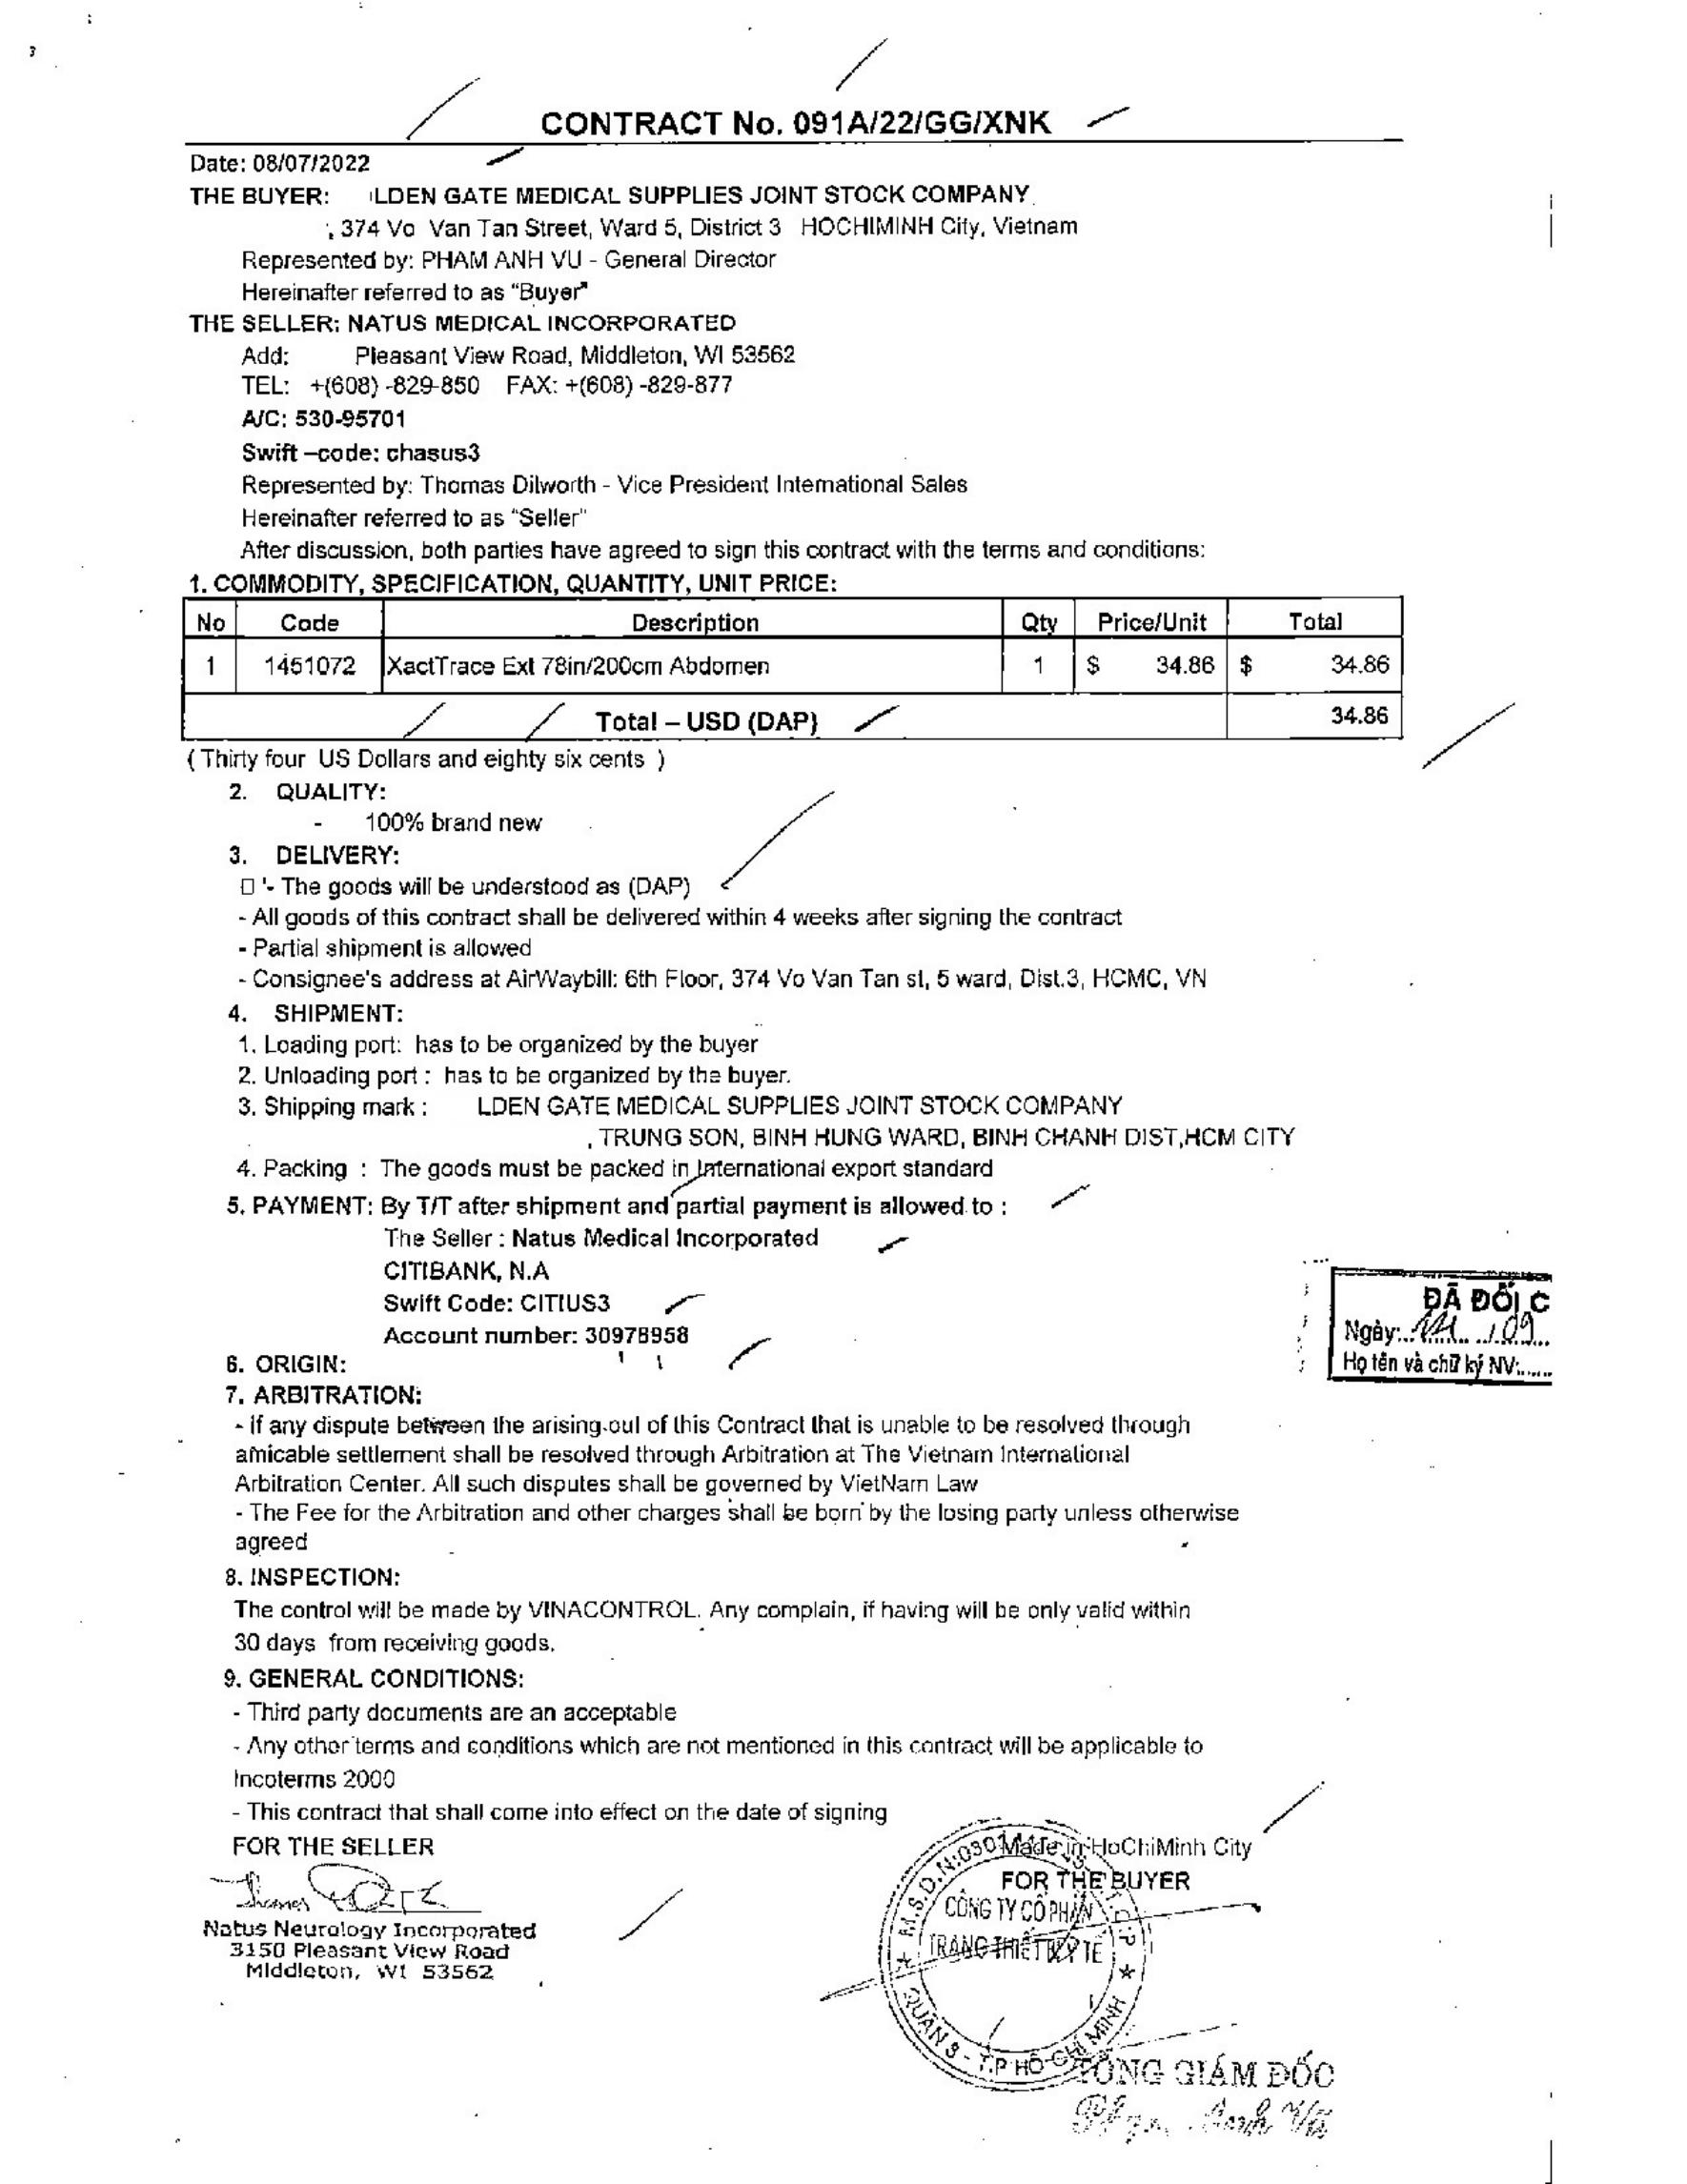 CONTRACT No. 091A/22/GG/XNK
Date: 08/07/2022
THE BUYER: LDEN GATE MEDICAL SUPPLIES JOINT STOCK COMPANY
, 374 Vo Van Tan Street, Ward 5, District 3 HOCHIMINH City, Vietnam
Represented by: PHAM ANH VU - General Director
Hereinafter referred to as "Buyer"
THE SELLER: NATUS MEDICAL INCORPORATED
Add: Pleasant View Road, Middleton, WI 53562
TEL: +(608) -829-850 FAX: +(608) -829-877
A/C: 530-95701
Swift –code: chasus3
Represented by: Thomas Dilworth - Vice President International Sales
Hereinafter referred to as "Seller"
After discussion, both parties have agreed to sign this contract with the terms and conditions:
1. COMMODITY, SPECIFICATION, QUANTITY, UNIT PRICE:
No Code Description Qty Price/Unit Total
1 1451072 XactTrace Ext 78in/200cm Abdomen 1 $ 34.86 $ 34.86
Total – USD (DAP) 34.86
( Thirty four US Dollars and eighty six cents )
2. QUALITY:
- 100% brand new
3. DELIVERY:
'- The goods will be understood as (DAP)
- All goods of this contract shall be delivered within 4 weeks after signing the contract
- Partial shipment is allowed
- Consignee's address at AirWaybill: 6th Floor, 374 Vo Van Tan st, 5 ward, Dist.3, HCMC, VN
4. SHIPMENT:
1. Loading port: has to be organized by the buyer
2. Unloading port : has to be organized by the buyer.
3. Shipping mark : LDEN GATE MEDICAL SUPPLIES JOINT STOCK COMPANY
, TRUNG SON, BINH HUNG WARD, BINH CHANH DIST,HCM CITY
4. Packing : The goods must be packed in International export standard
5. PAYMENT: By T/T after shipment and partial payment is allowed to :
The Seller : Natus Medical Incorporated
CITIBANK, N.A
Swift Code: CITIUS3
Account number: 30978958
ĐÃ ĐỐI C
Ngày: 11/09
Họ tên và chữ ký NV:......
6. ORIGIN:
7. ARBITRATION:
- If any dispute between the arising out of this Contract that is unable to be resolved through
amicable settlement shall be resolved through Arbitration at The Vietnam International
Arbitration Center. All such disputes shall be governed by VietNam Law
- The Fee for the Arbitration and other charges shall be born by the losing party unless otherwise
agreed
8. INSPECTION:
The control will be made by VINACONTROL. Any complain, if having will be only valid within
30 days from receiving goods.
9. GENERAL CONDITIONS:
- Third party documents are an acceptable
- Any other terms and conditions which are not mentioned in this contract will be applicable to
Incoterms 2000
- This contract that shall come into effect on the date of signing
FOR THE SELLER
Made in HoChiMinh City
FOR THE BUYER
Natus Neurology Incorporated
3150 Pleasant View Road
Middleton, WI 53562
CÔNG TY CỔ PHẦN
TRANG THIẾT BỊ Y TẾ
QUẬN 3 - T.P HỒ CHÍ MINH
TỔNG GIÁM ĐỐC
Phạm Anh Vũ